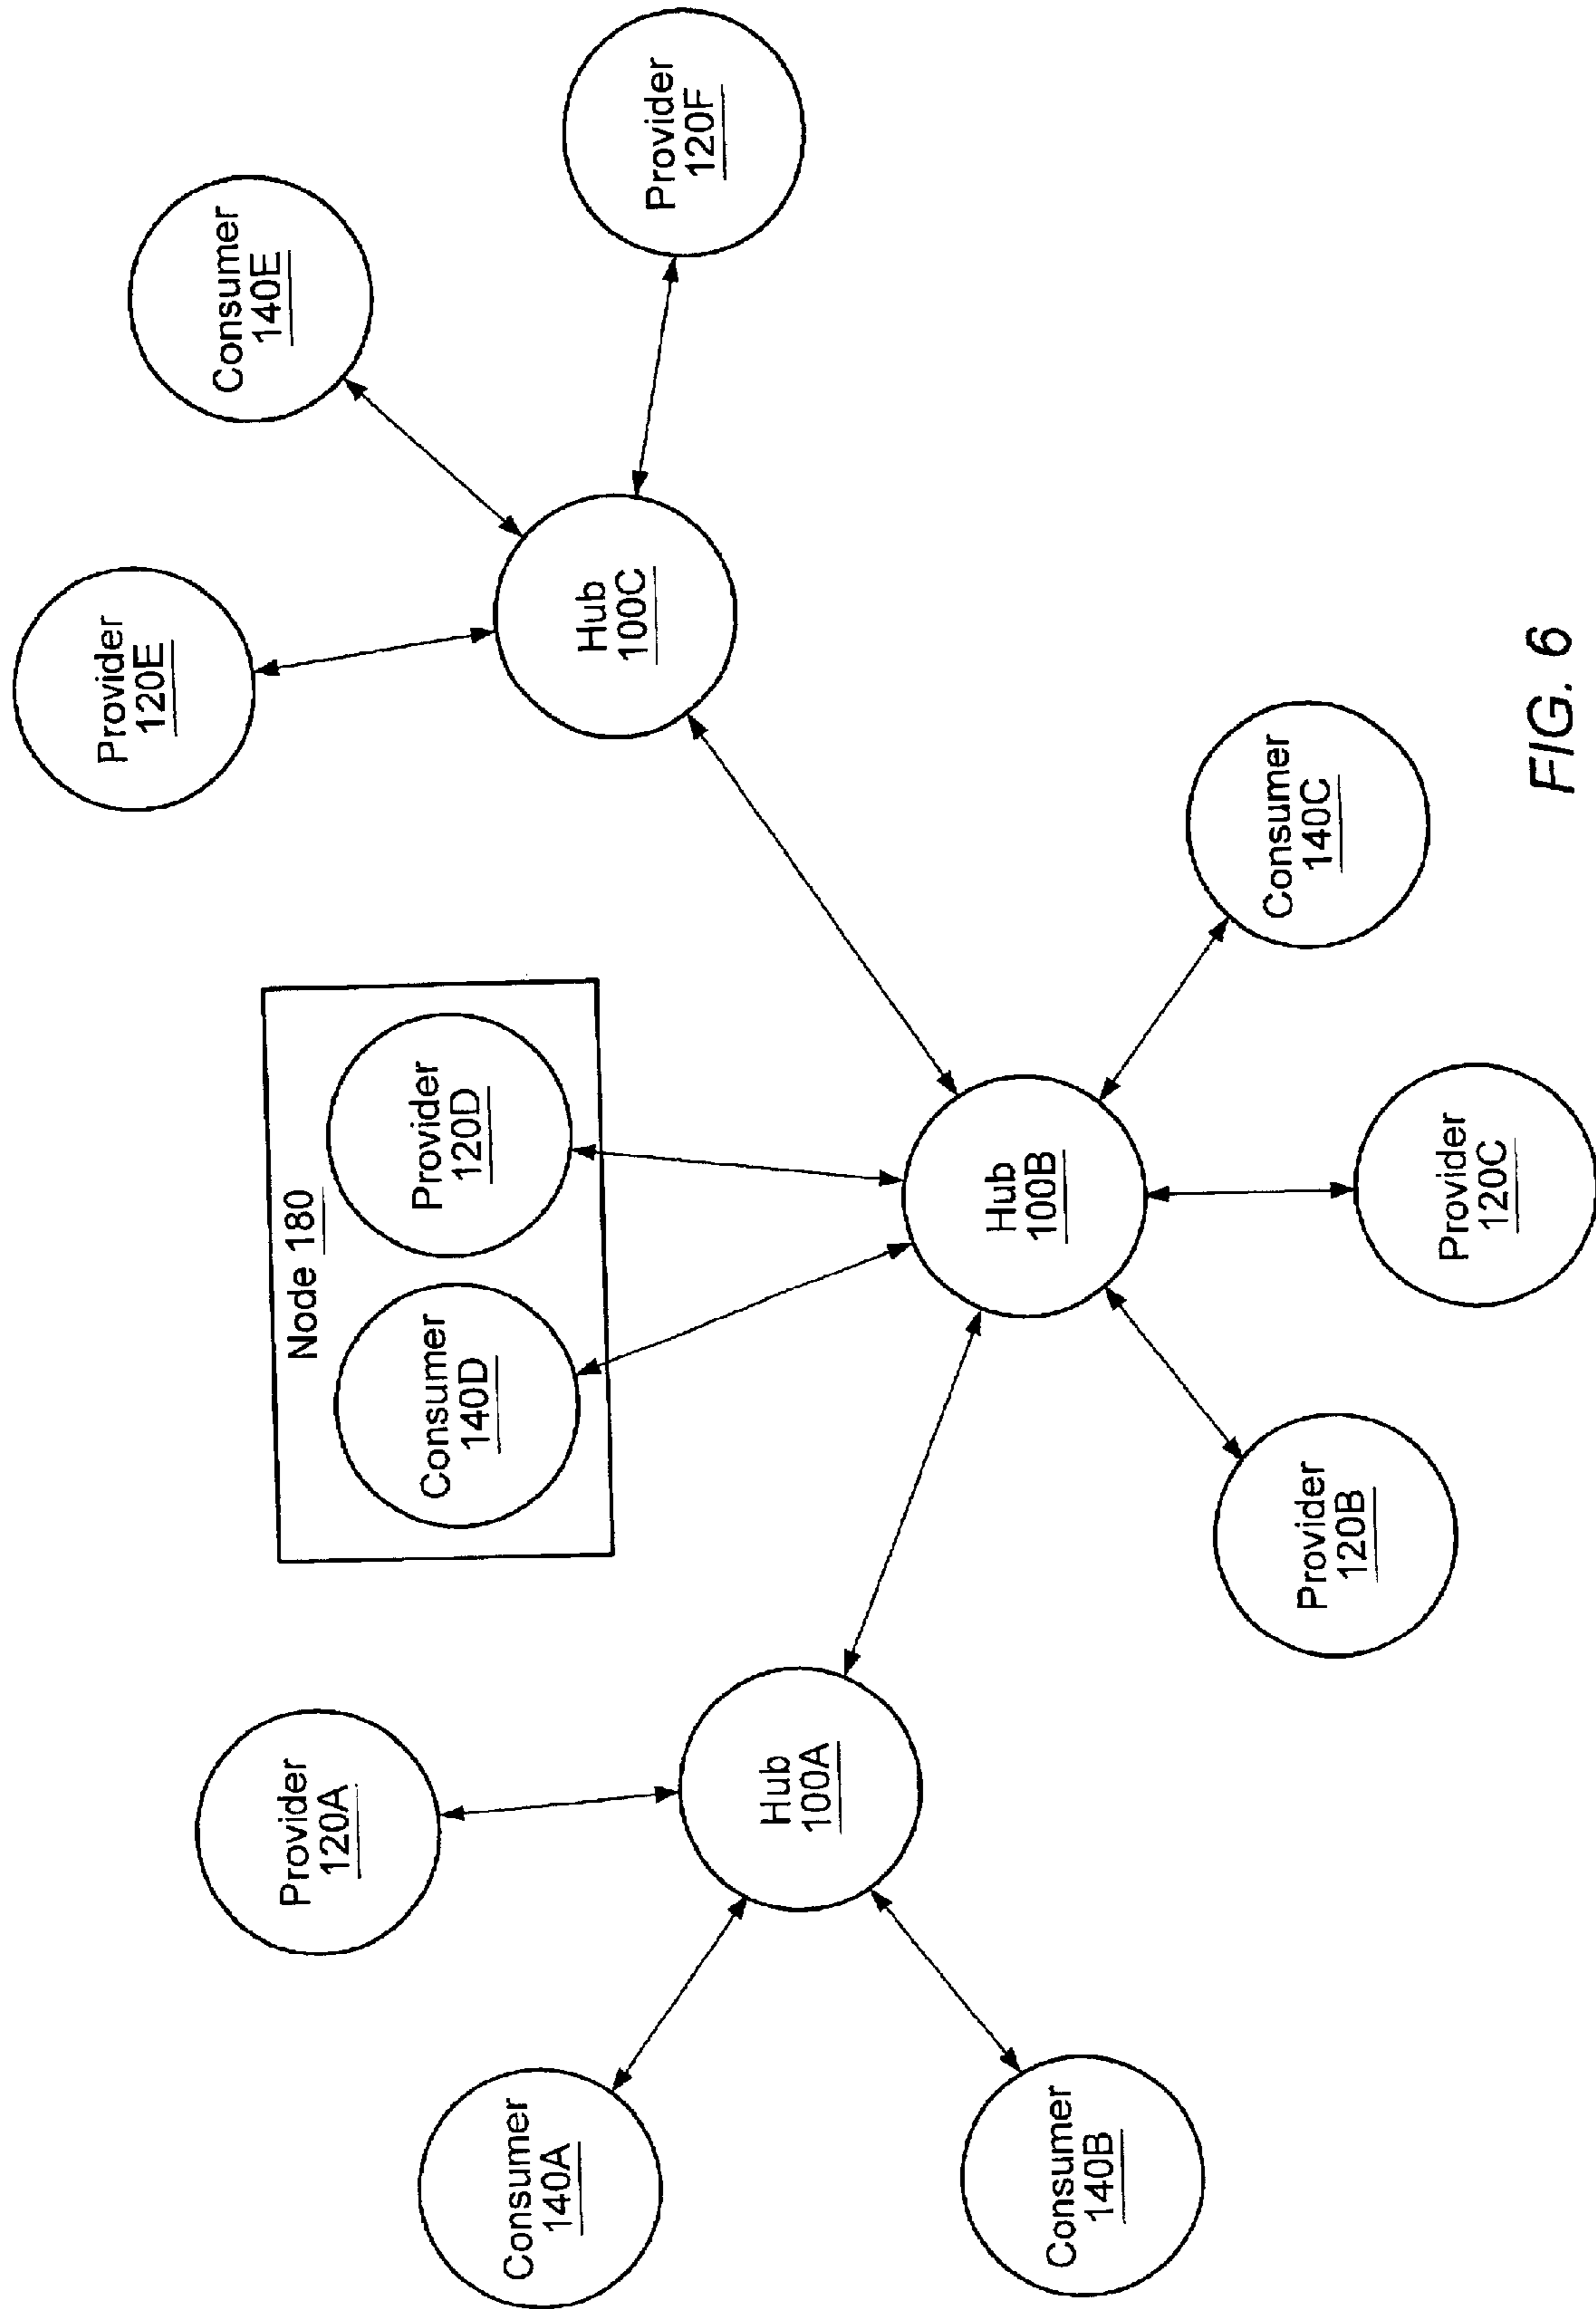 Provider
120E
Consumer
140E
Provider
120F
Hub
100C
Node 180
Consumer
140D
Provider
120D
Provider
120A
Consumer
140A
Hub
100A
Hub
100B
Consumer
140B
Provider
120B
Provider
120C
Consumer
140C
FIG. 6